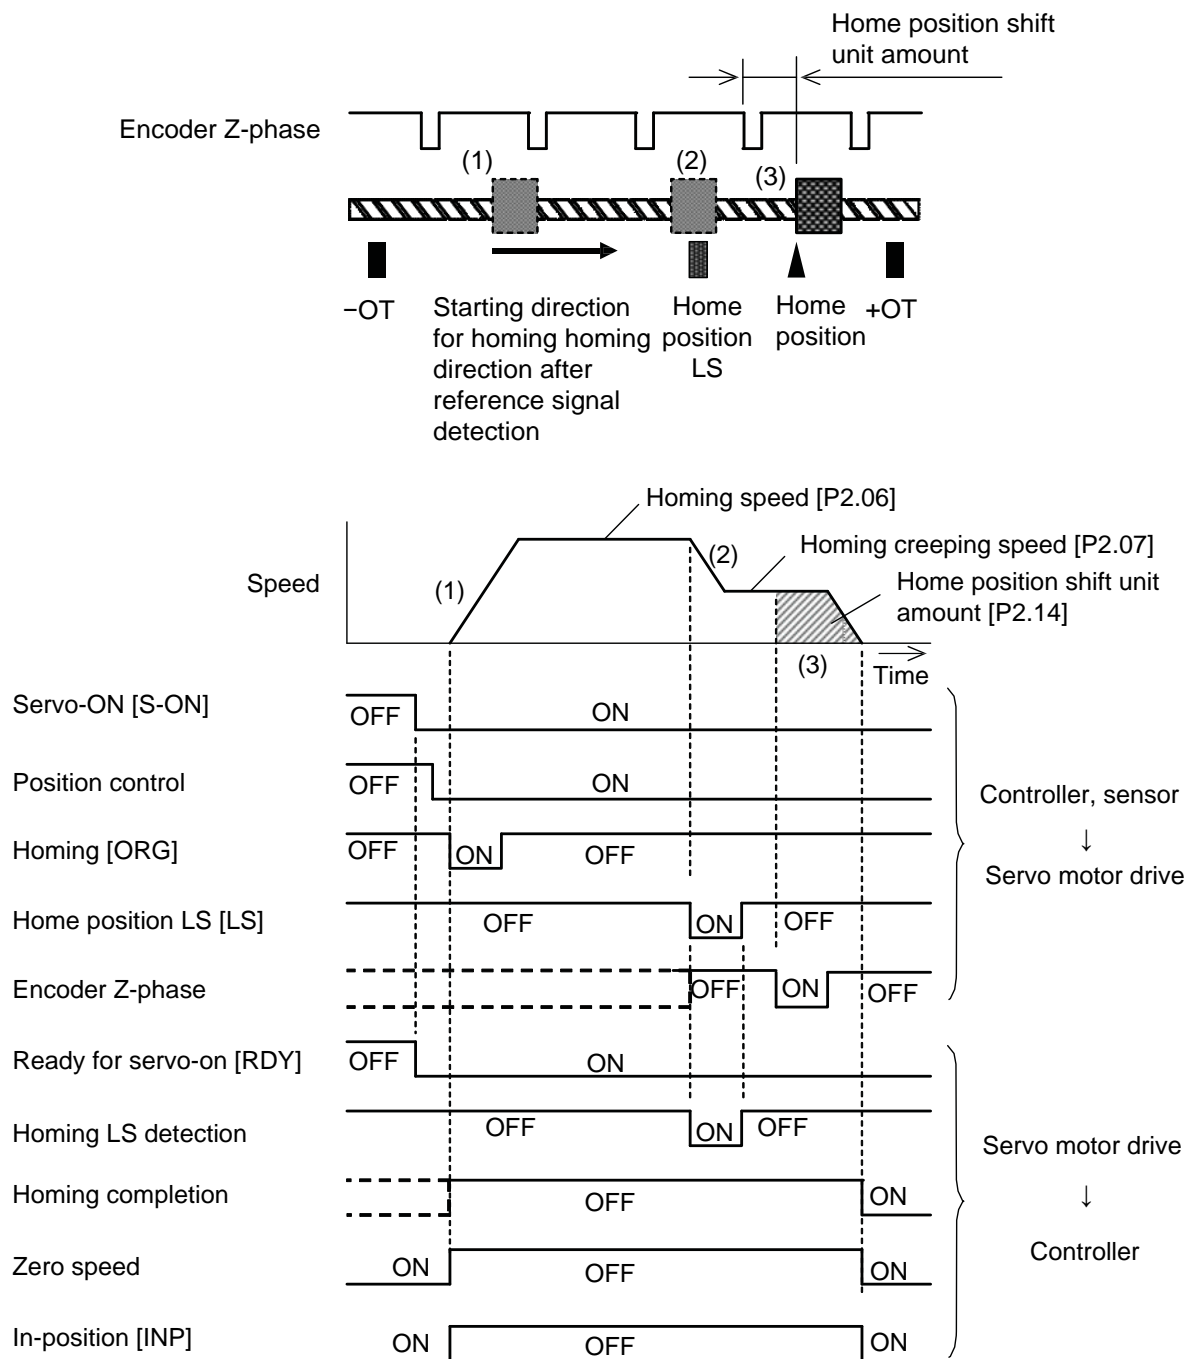 Home position shift
unit amount
Encoder Z-phase
(1)
(2)
(3)
−OT
Starting direction
for homing homing
direction after
reference signal
detection
Home
position
LS
Home
position
+OT
Homing speed [P2.06]
(2)
Homing creeping speed [P2.07]
Speed
(1)
Home position shift unit
amount [P2.14]
(3)
Time
Servo-ON [S-ON]
OFF
ON
Position control
OFF
ON
Controller, sensor
↓
Servo motor drive
Homing [ORG]
OFF
ON
OFF
Home position LS [LS]
OFF
ON
OFF
Encoder Z-phase
OFF
ON
OFF
Ready for servo-on [RDY]
OFF
ON
Homing LS detection
OFF
ON
OFF
Servo motor drive
↓
Controller
Homing completion
OFF
ON
Zero speed
ON
OFF
ON
In-position [INP]
ON
OFF
ON